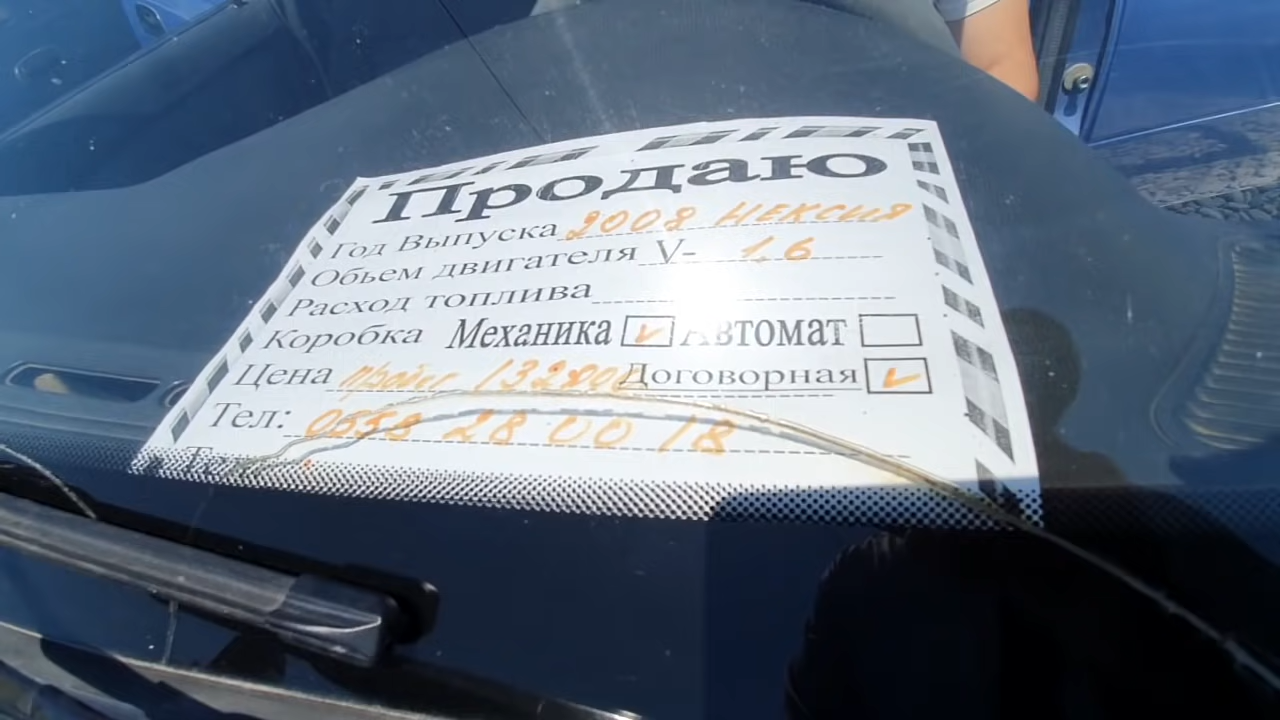 Продаю
Год Выпуска 2008 НЕКСИЯ
Обьем двигателя V- 1.6
Расход топлива
Коробка Механика Автомат
Цена Договорная
Тел: 0558 28 00 18